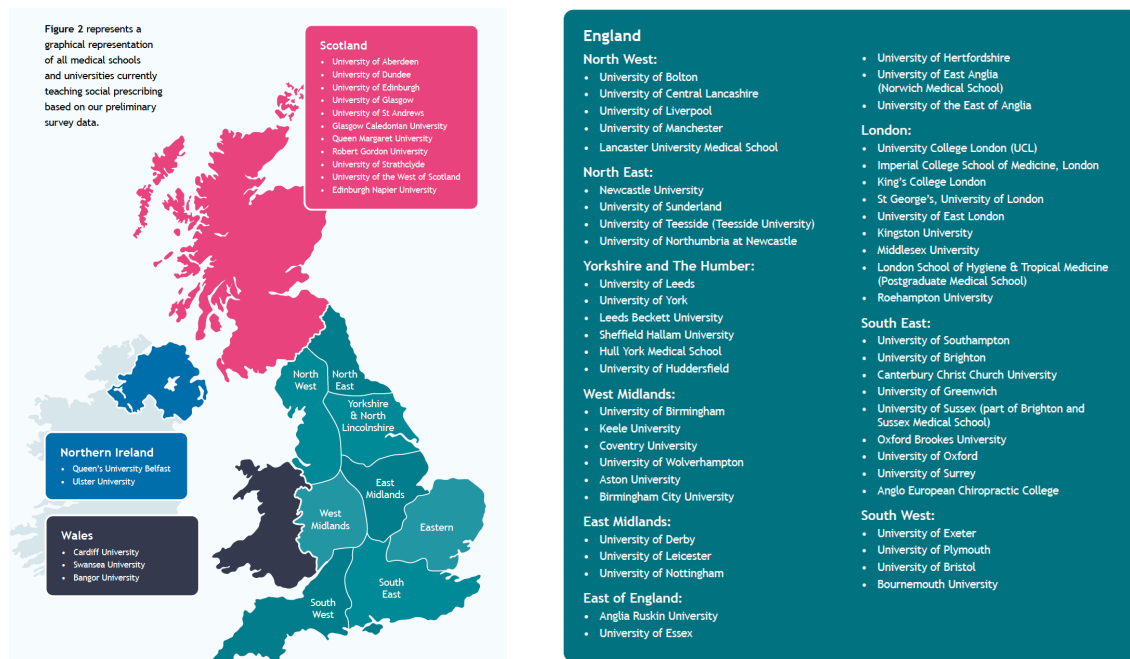 Figure 2 represents a
graphical representation
of all medical schools
and universities currently
teaching social prescribing
based on our preliminary
survey data.
Scotland
• University of Aberdeen
• University of Dundee
• University of Edinburgh
• University of Glasgow
• University of St Andrews
• Glasgow Caledonian University
• Queen Margaret University
• Robert Gordon University
• University of Strathclyde
• University of the West of Scotland
• Edinburgh Napier University
North
West
North
East
Yorkshire
& North
Lincolnshire
East
Midlands
West
Midlands
Eastern
South
East
South
West
Northern Ireland
• Queen's University Belfast
• Ulster University
Wales
• Cardiff University
• Swansea University
• Bangor University
England
North West:
• University of Bolton
• University of Central Lancashire
• University of Liverpool
• University of Manchester
• Lancaster University Medical School
North East:
• Newcastle University
• University of Sunderland
• University of Teesside (Teesside University)
• University of Northumbria at Newcastle
Yorkshire and The Humber:
• University of Leeds
• University of York
• Leeds Beckett University
• Sheffield Hallam University
• Hull York Medical School
• University of Huddersfield
West Midlands:
• University of Birmingham
• Keele University
• Coventry University
• University of Wolverhampton
• Aston University
• Birmingham City University
East Midlands:
• University of Derby
• University of Leicester
• University of Nottingham
East of England:
• Anglia Ruskin University
• University of Essex
• University of Hertfordshire
• University of East Anglia
(Norwich Medical School)
• University of the East of Anglia
London:
• University College London (UCL)
• Imperial College School of Medicine, London
• King's College London
• St George's, University of London
• University of East London
• Kingston University
• Middlesex University
• London School of Hygiene & Tropical Medicine
(Postgraduate Medical School)
• Roehampton University
South East:
• University of Southampton
• University of Brighton
• Canterbury Christ Church University
• University of Greenwich
• University of Sussex (part of Brighton and
Sussex Medical School)
• Oxford Brookes University
• University of Oxford
• University of Surrey
• Anglo European Chiropractic College
South West:
• University of Exeter
• University of Plymouth
• University of Bristol
• Bournemouth University